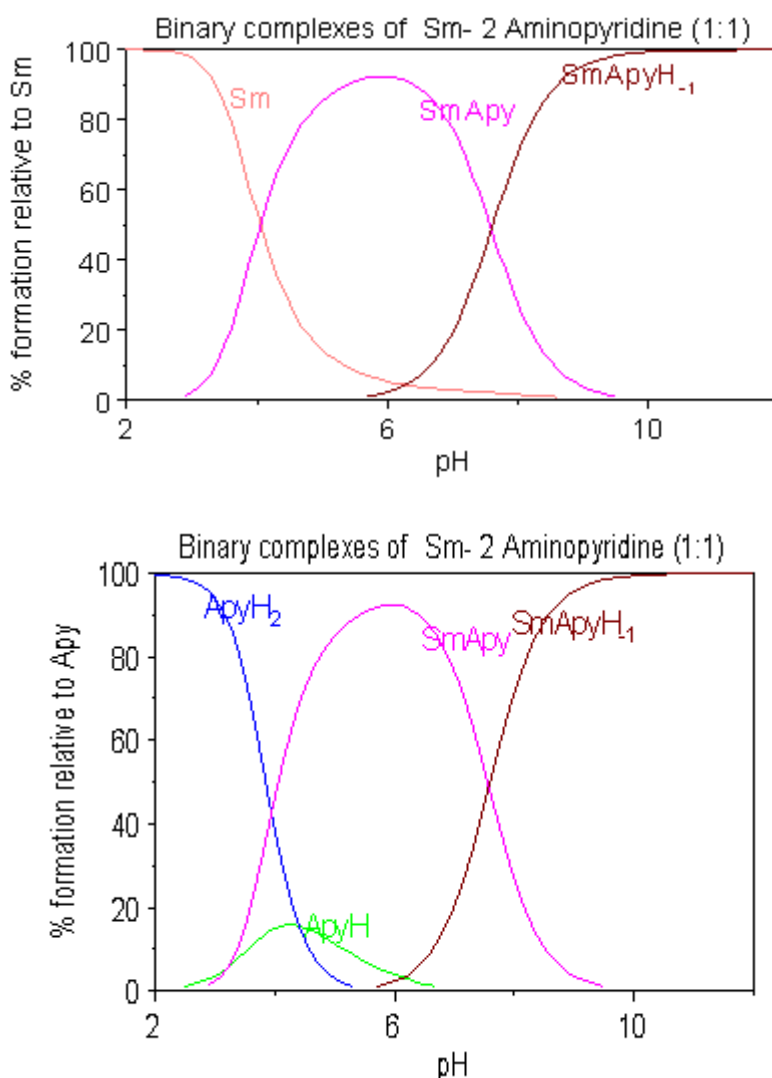 Binary complexes of Sm- 2 Aminopyridine (1:1)
100
80
60
40
20
0
% formation relative to Sm
Sm
SmApy
SmApyH-1
2
6
10
pH
Binary complexes of Sm- 2 Aminopyridine (1:1)
100
80
60
40
20
0
% formation relative to Apy
ApyH2
SmApy
SmApyH-1
ApyH
2
6
10
pH